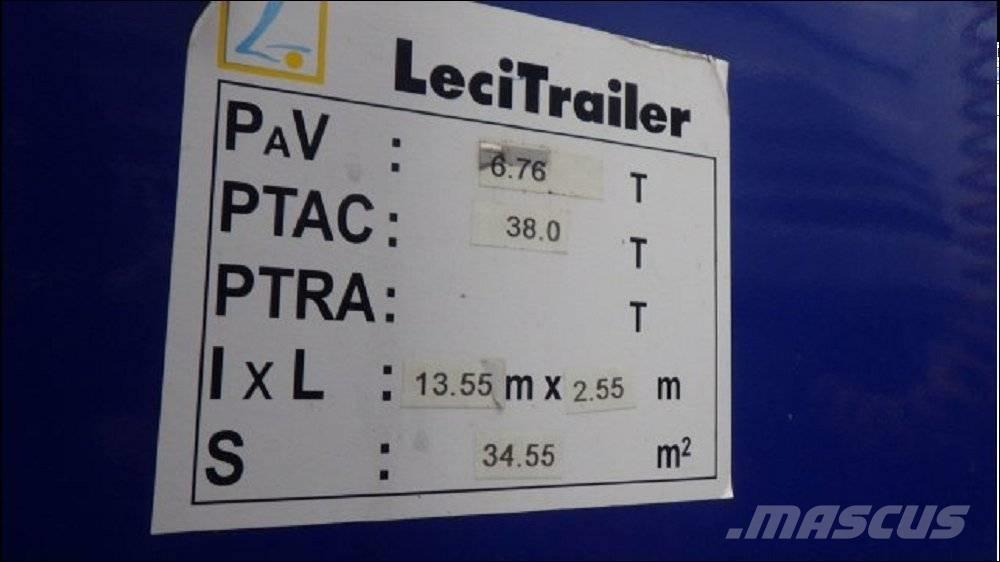 LeciTrailer
PAV : 6.76 T
PTAC : 38.0 T
PTRA : T
l x L : 13.55 m x 2.55 m
S : 34.55 m²
.MASCUS